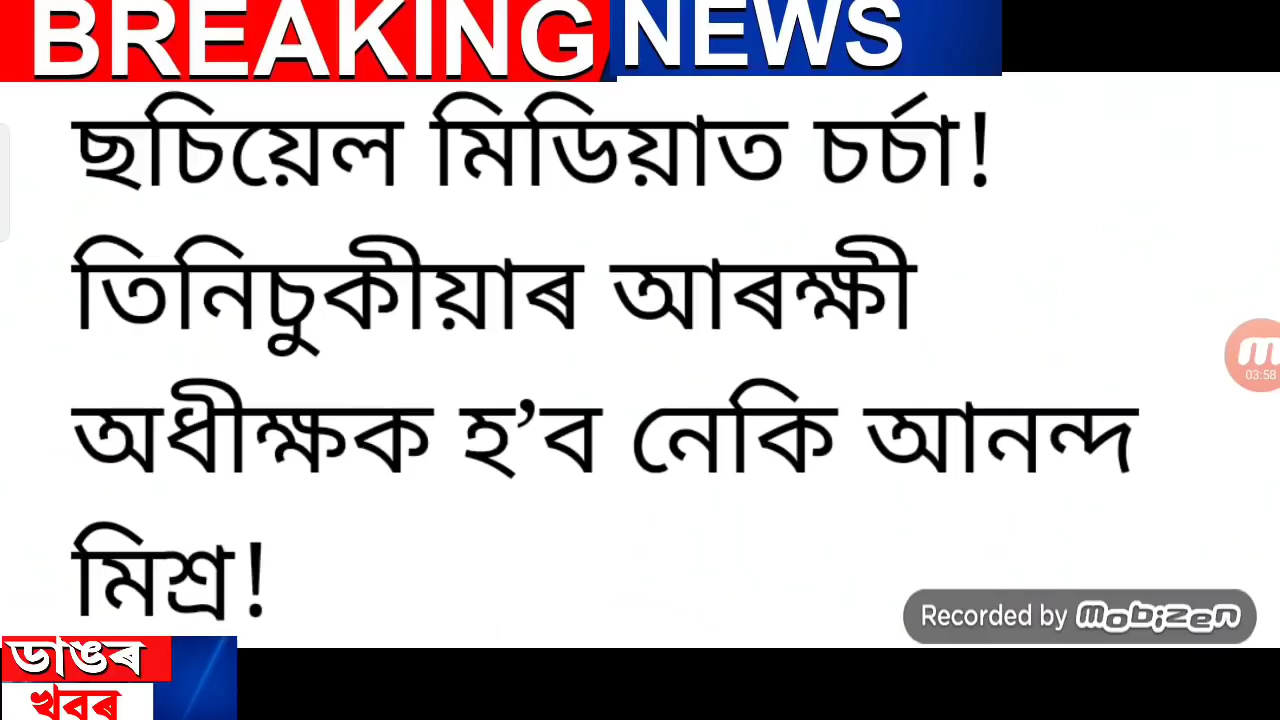 BREAKING NEWS
ছচিয়েল মিডিয়াত চৰ্চা!
তিনিচুকীয়াৰ আৰক্ষী
অধীক্ষক হ’ব নেকি আনন্দ
মিশ্ৰ!
03:58
Recorded by Mobizen
ডাঙৰ
খবৰ